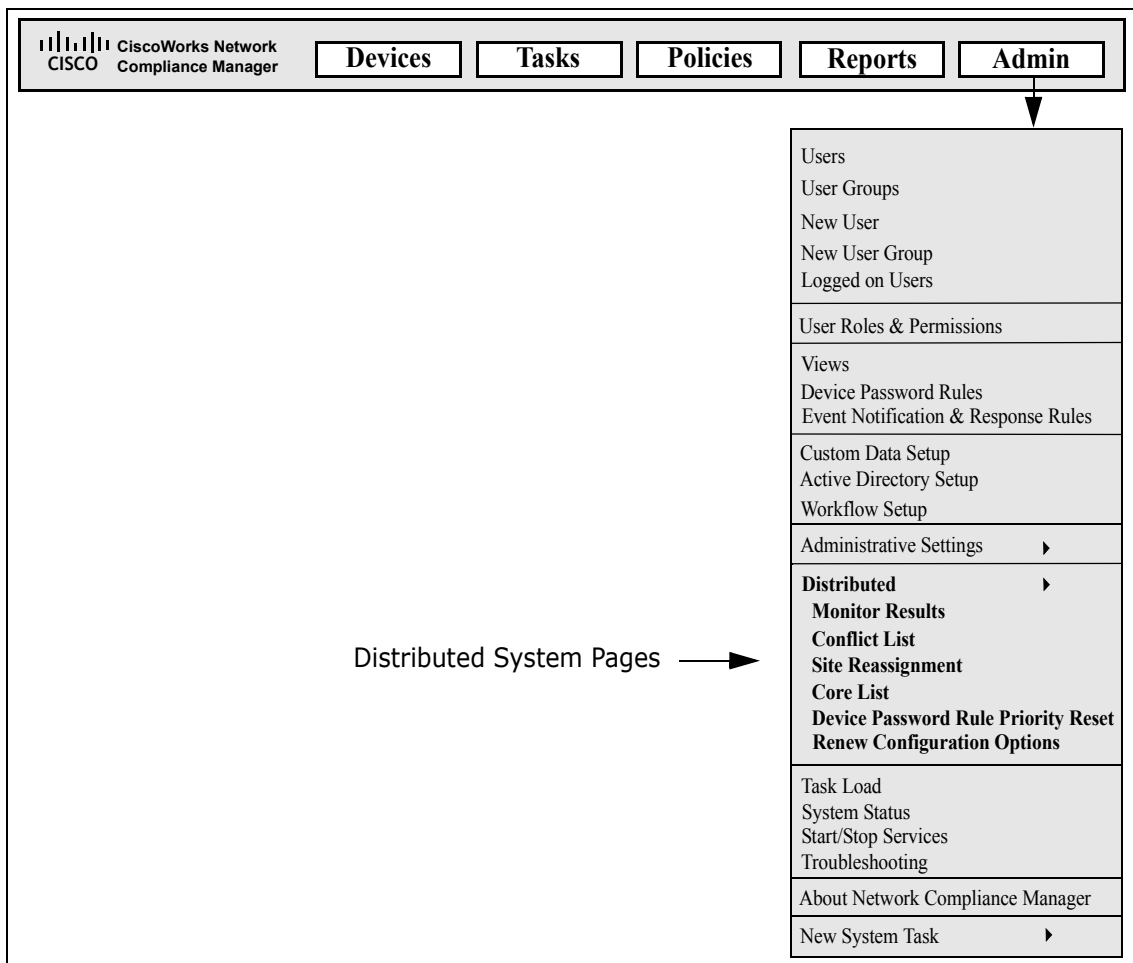 CISCO
CiscoWorks Network
Compliance Manager
Devices
Tasks
Policies
Reports
Admin
Users
User Groups
New User
New User Group
Logged on Users
User Roles & Permissions
Views
Device Password Rules
Event Notification & Response Rules
Custom Data Setup
Active Directory Setup
Workflow Setup
Administrative Settings
Distributed
Monitor Results
Conflict List
Distributed System Pages
Site Reassignment
Core List
Device Password Rule Priority Reset
Renew Configuration Options
Task Load
System Status
Start/Stop Services
Troubleshooting
About Network Compliance Manager
New System Task